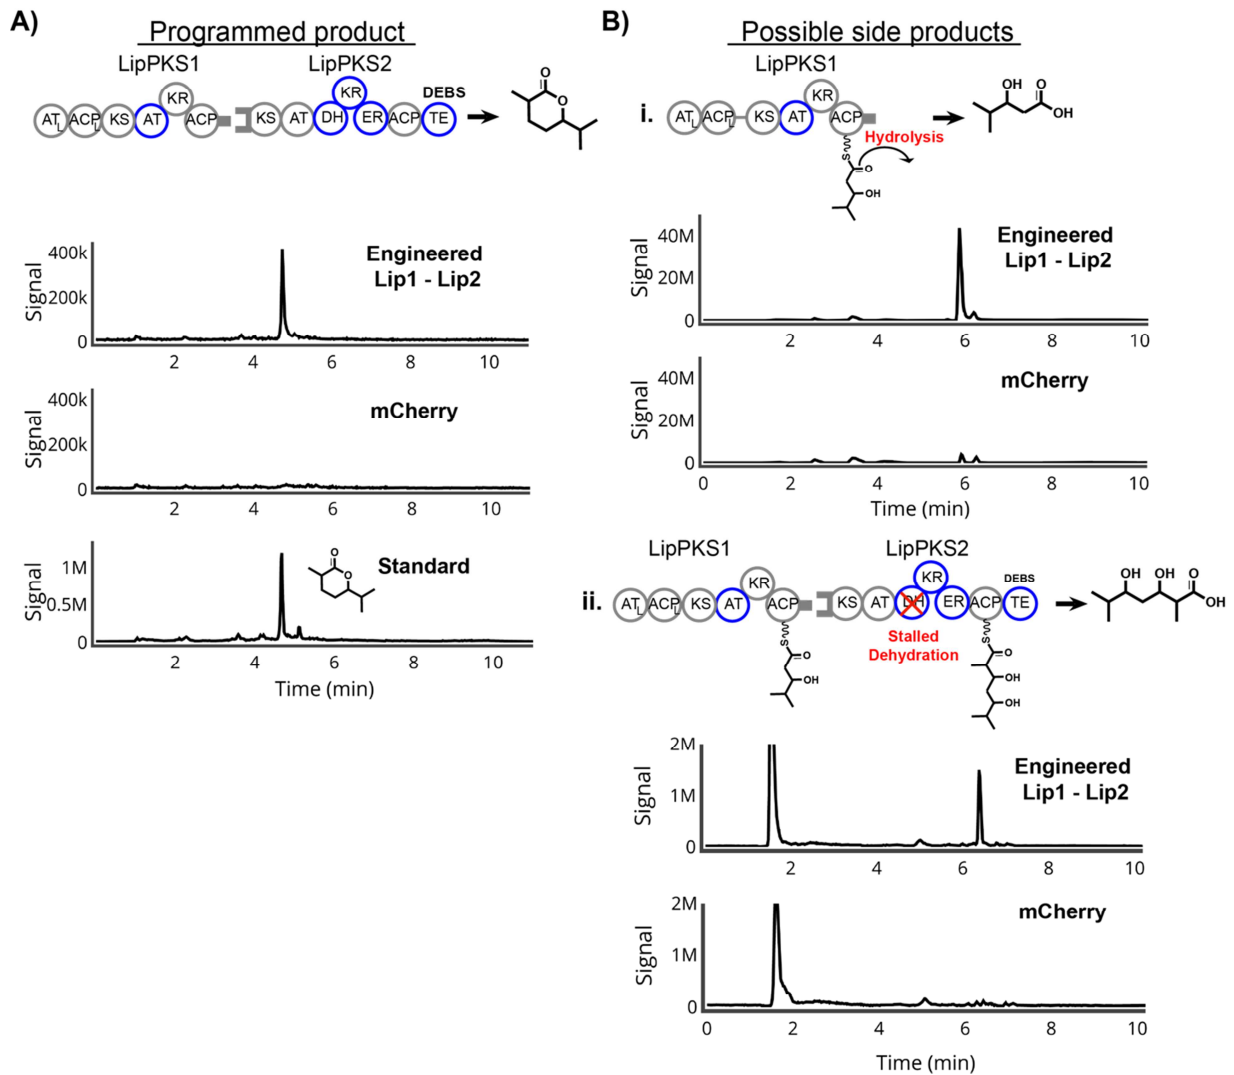 A)
Programmed product
LipPKS1
LipPKS2
KR
KR
DEBS
AT L ACP L KS AT ACP KS AT DH ER ACP TE
O
O
Engineered
Lip1 - Lip2
Signal
400k
200k
0
2 4 6 8 10
mCherry
Signal
400k
200k
0
2 4 6 8 10
Standard
O
O
Signal
1M
0.5M
0
2 4 6 8 10
Time (min)
B)
Possible side products
LipPKS1
i.
KR
AT L ACP L KS AT ACP
Hydrolysis
S
O
OH
OH O
OH
Engineered
Lip1 - Lip2
Signal
40M
20M
0
2 4 6 8 10
mCherry
Signal
40M
20M
0
0 2 4 6 8 10
Time (min)
LipPKS1
LipPKS2
ii.
KR
KR
DEBS
AT L ACP L KS AT ACP KS AT DH ER ACP TE
Stalled
Dehydration
S
O
OH
S
O
OH
OH
OH OH O
OH
Engineered
Lip1 - Lip2
Signal
2M
1M
0
2 4 6 8 10
mCherry
Signal
2M
1M
0
0 2 4 6 8 10
Time (min)